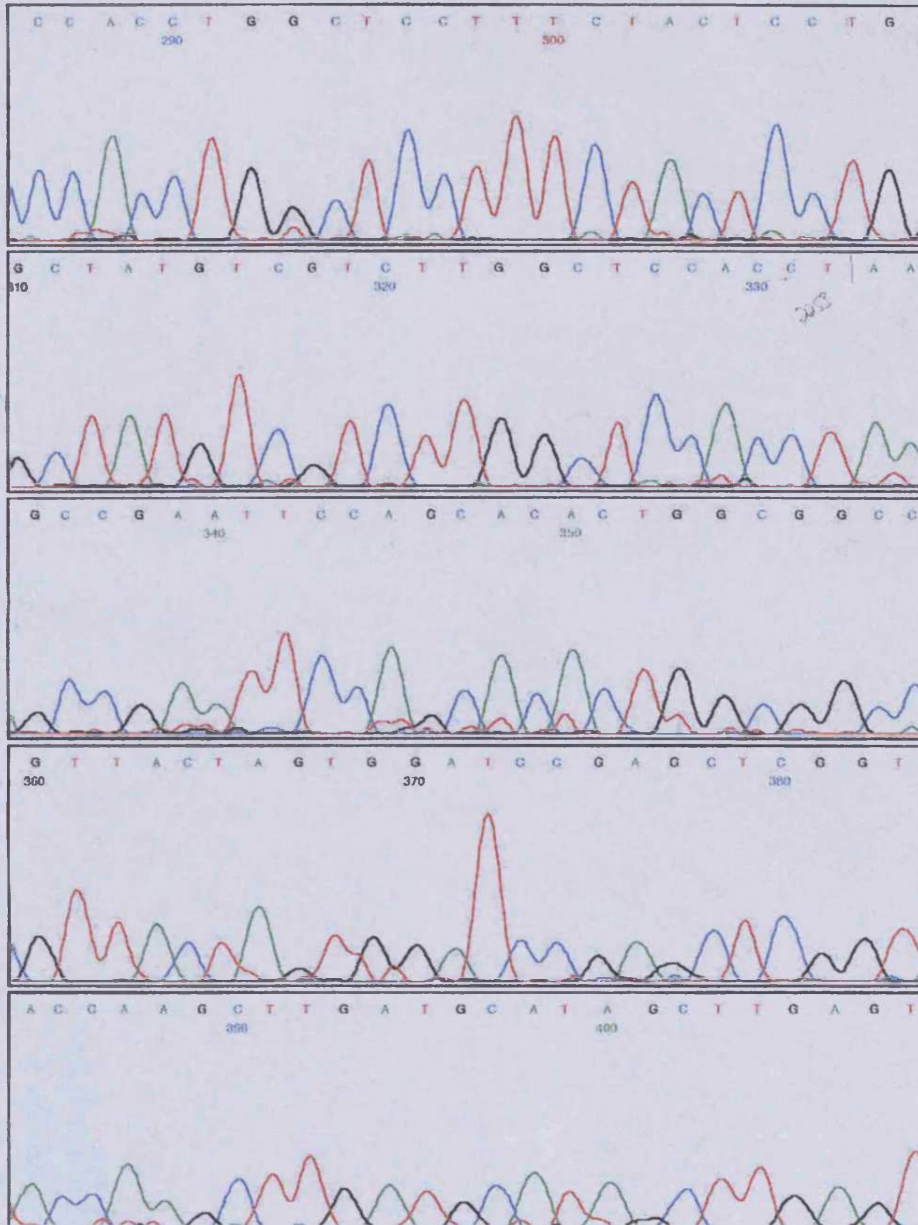 C C A C C T G G C T C C T T T C T A C T C C T G
290 300
G C T A T G T C G T C T T G G C T C C A C C T A A
310 320 330
G C C G A A T T C C A G C A C A C T G G C G G C C
340 350
G T T A C T A G T G G A T C C G A G C T C G G T
360 370 380
A C C A A G C T T G A T G C A T A G C T T G A G T
390 400